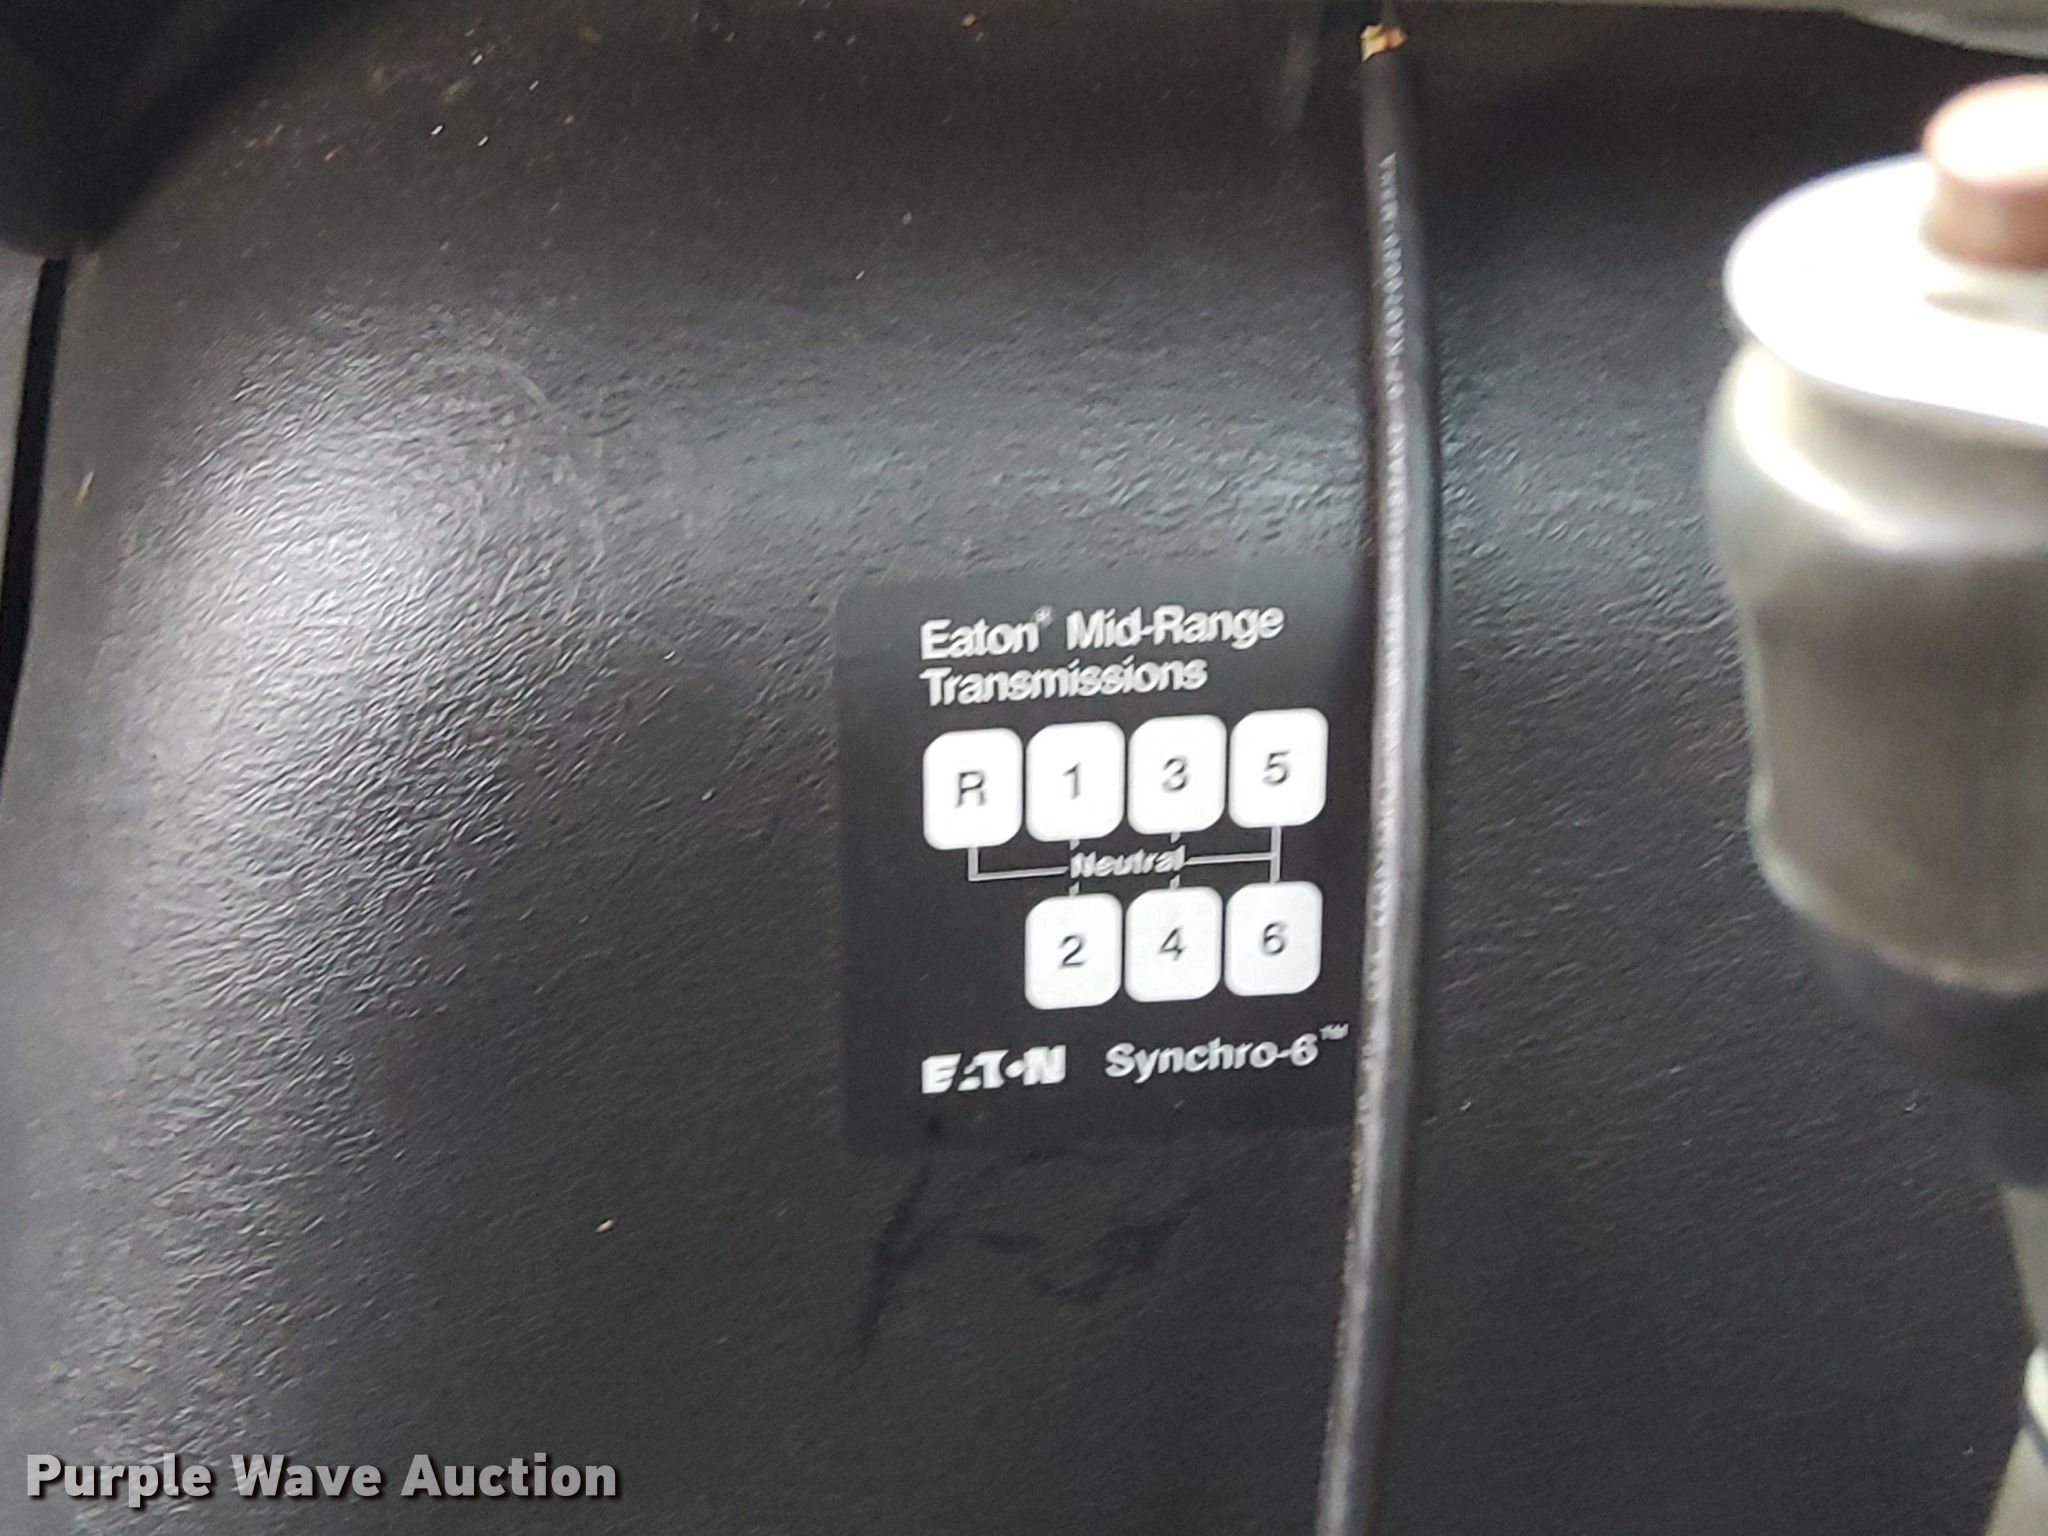 Eaton® Mid-Range
Transmissions
R 1 3 5
Neutral
2 4 6
EATON Synchro-6™
Purple Wave Auction